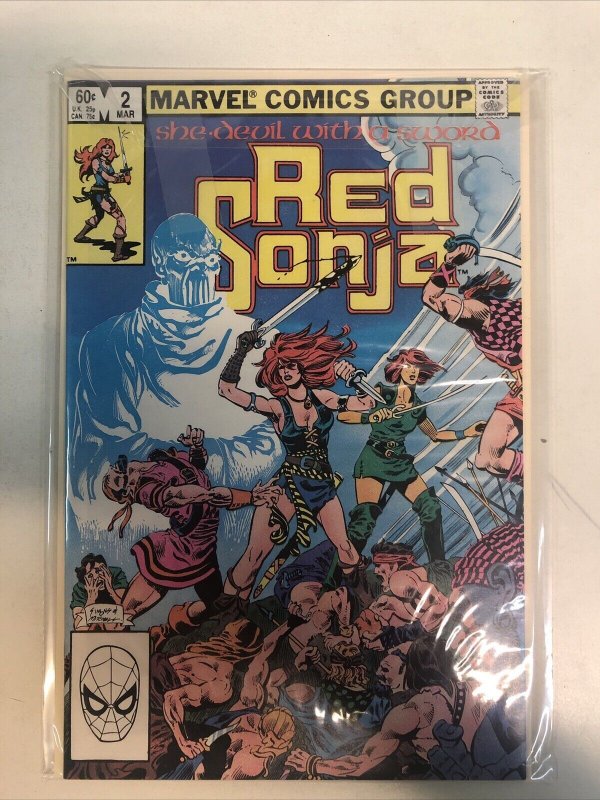 60¢
U.K. 25p
CAN. 75¢
M
2
MAR
MARVEL® COMICS GROUP
APPROVED
BY THE
COMICS
CODE
AUTHORITY
she-devil with a sword
Red
Sonja
TM
TM